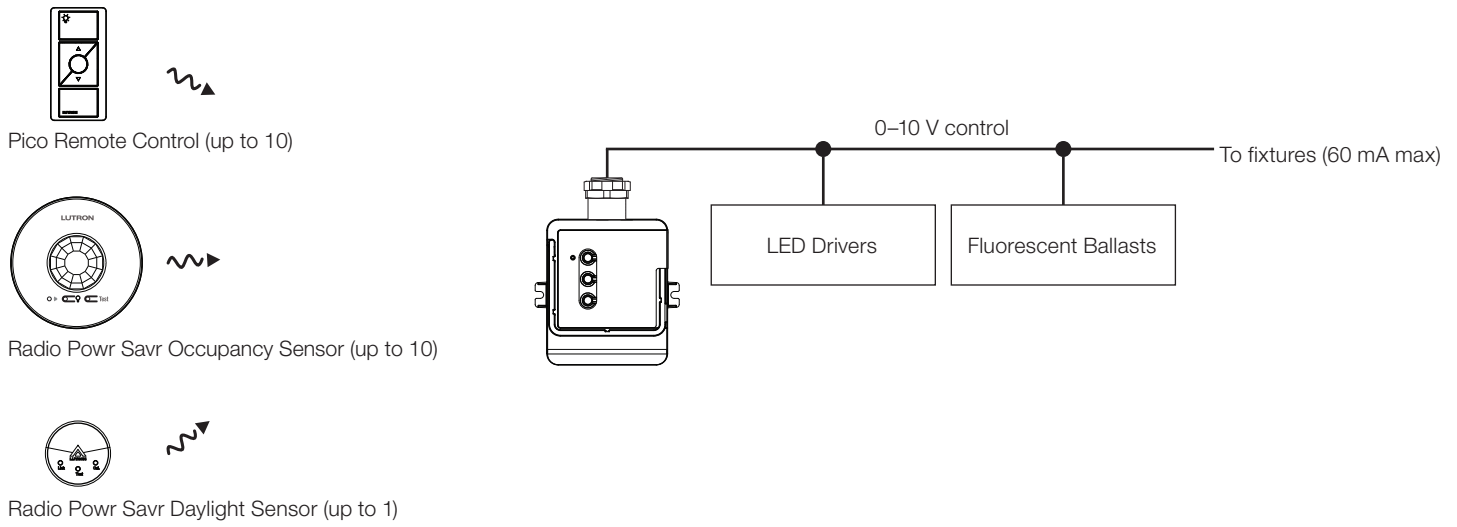 Pico Remote Control (up to 10)
LUTRON
Test
Radio Powr Savr Occupancy Sensor (up to 10)
Radio Powr Savr Daylight Sensor (up to 1)
0–10 V control
To fixtures (60 mA max)
LED Drivers
Fluorescent Ballasts